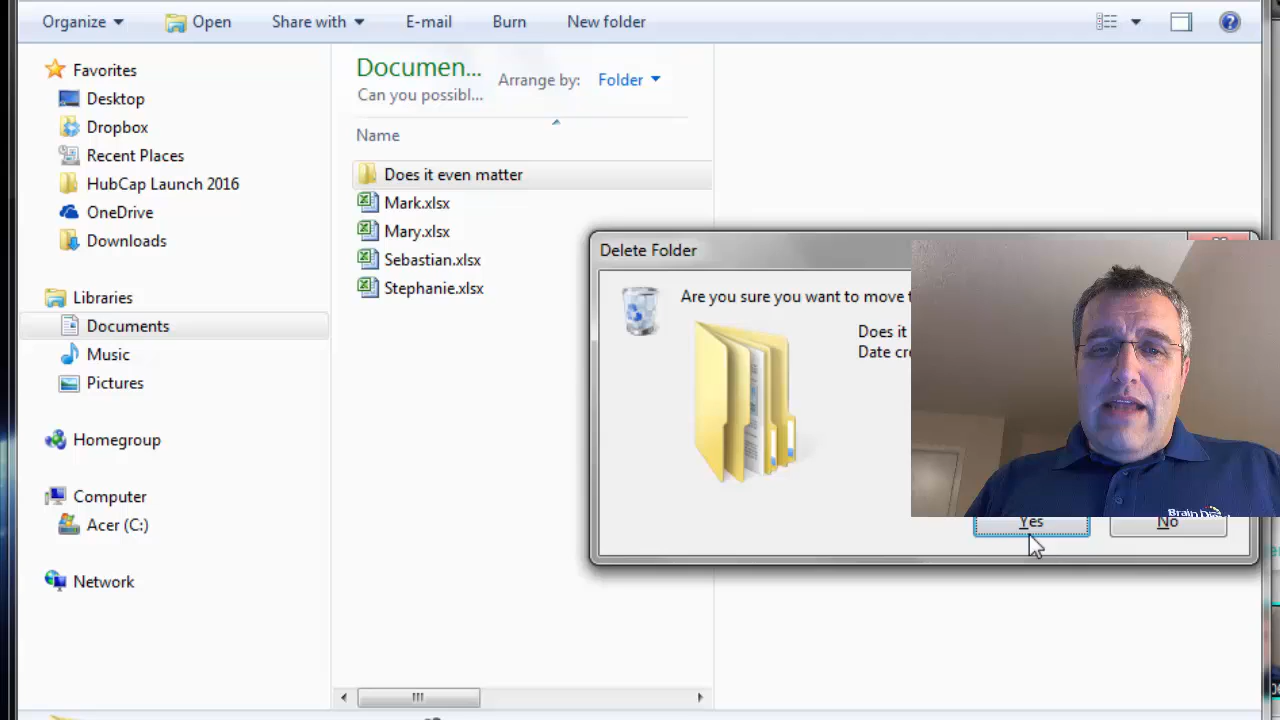 Organize Open Share with E-mail Burn New folder
Favorites
Desktop
Dropbox
Recent Places
HubCap Launch 2016
OneDrive
Downloads
Libraries
Documents
Music
Pictures
Homegroup
Computer
Acer (C:)
Network
Documen...
Can you possibl...
Arrange by: Folder
Name
Does it even matter
Mark.xlsx
Mary.xlsx
Sebastian.xlsx
Stephanie.xlsx
Delete Folder
Are you sure you want to move
Does it
Date
Yes No
Brain